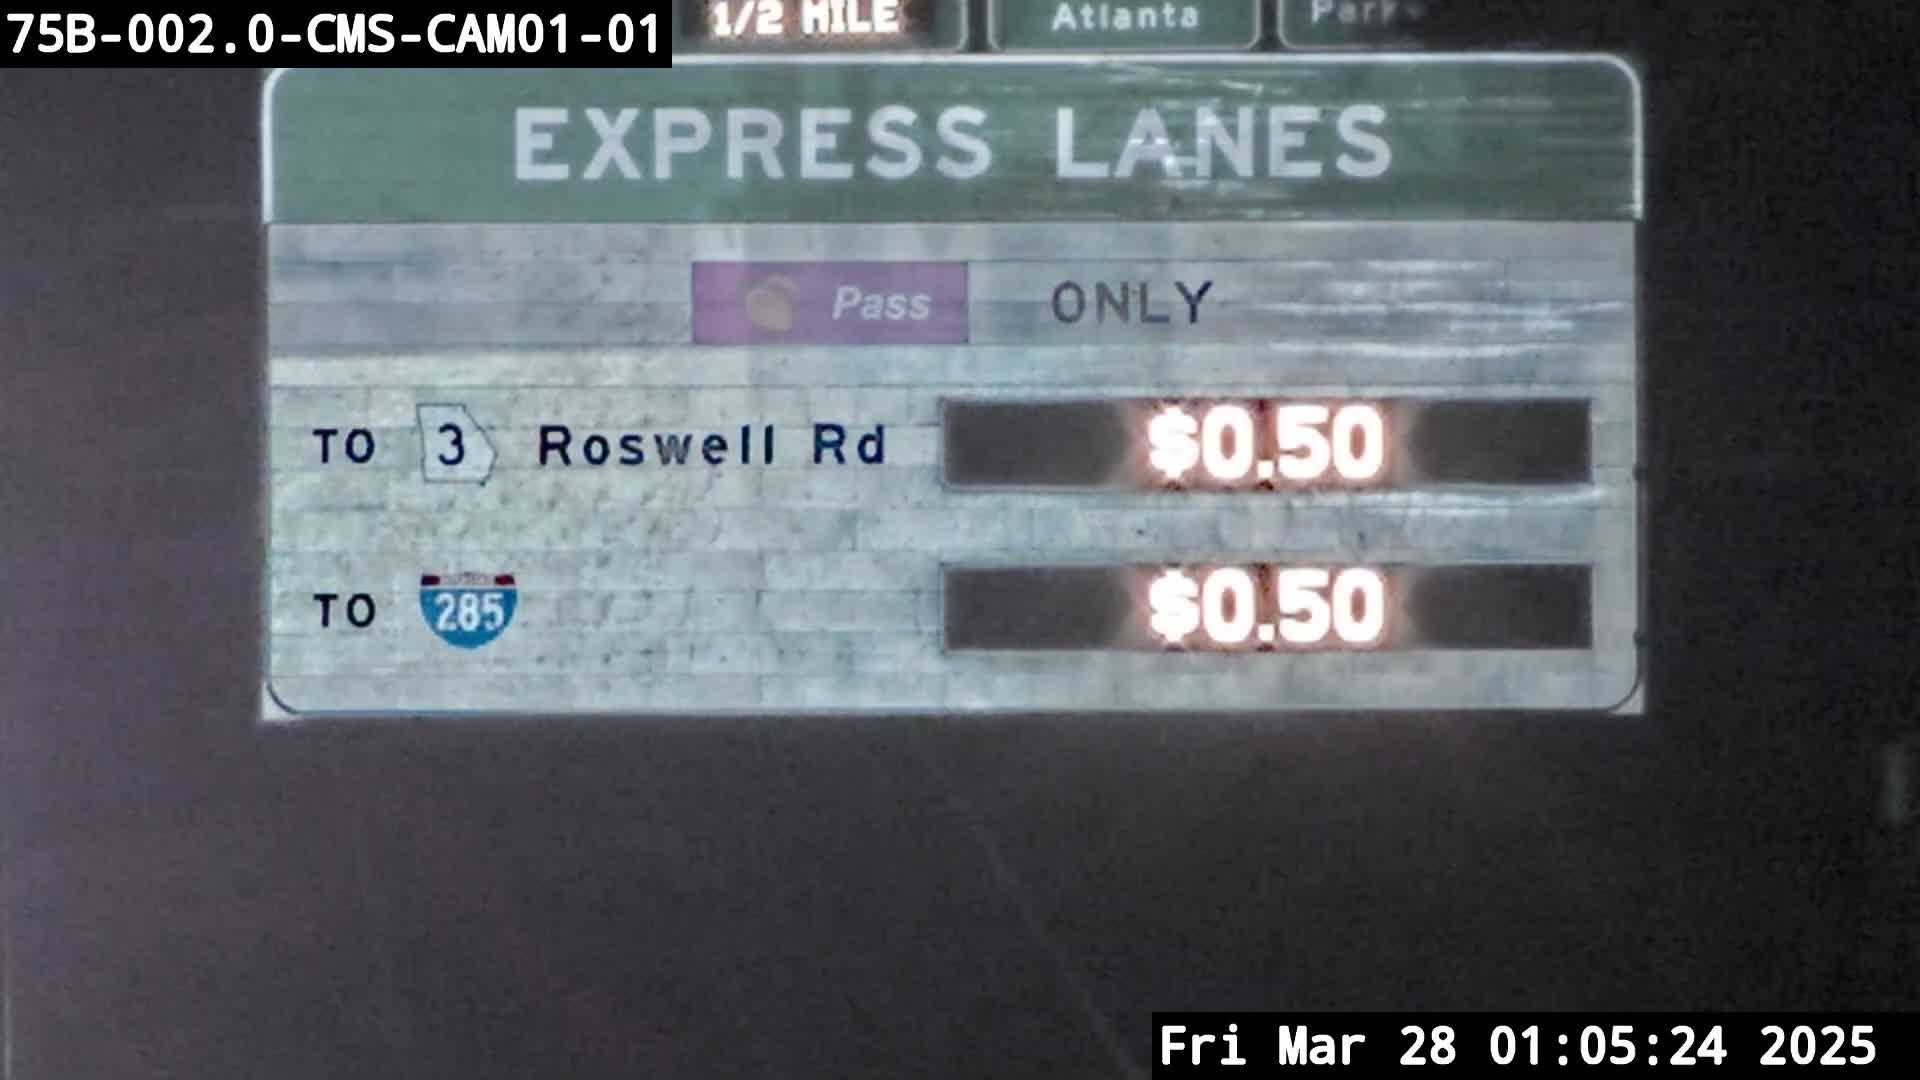 75B-002.0-CMS-CAM01-01
1/2 MILE
Atlanta
Park
EXPRESS LANES
Pass ONLY
TO 3 Roswell Rd $0.50
TO 285 $0.50
Fri Mar 28 01:05:24 2025